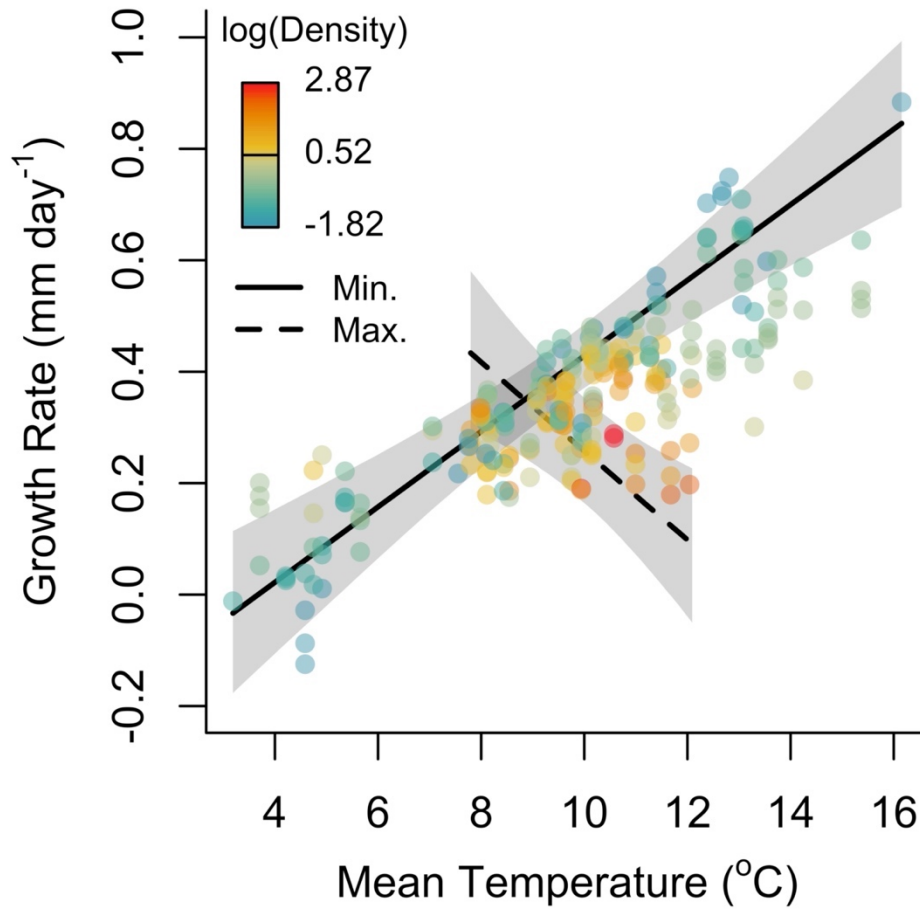 log(Density)
2.87
0.52
-1.82
Min.
Max.
Growth Rate (mm day-1)
1.0
0.8
0.6
0.4
0.2
0.0
-0.2
4 6 8 10 12 14 16
Mean Temperature (oC)